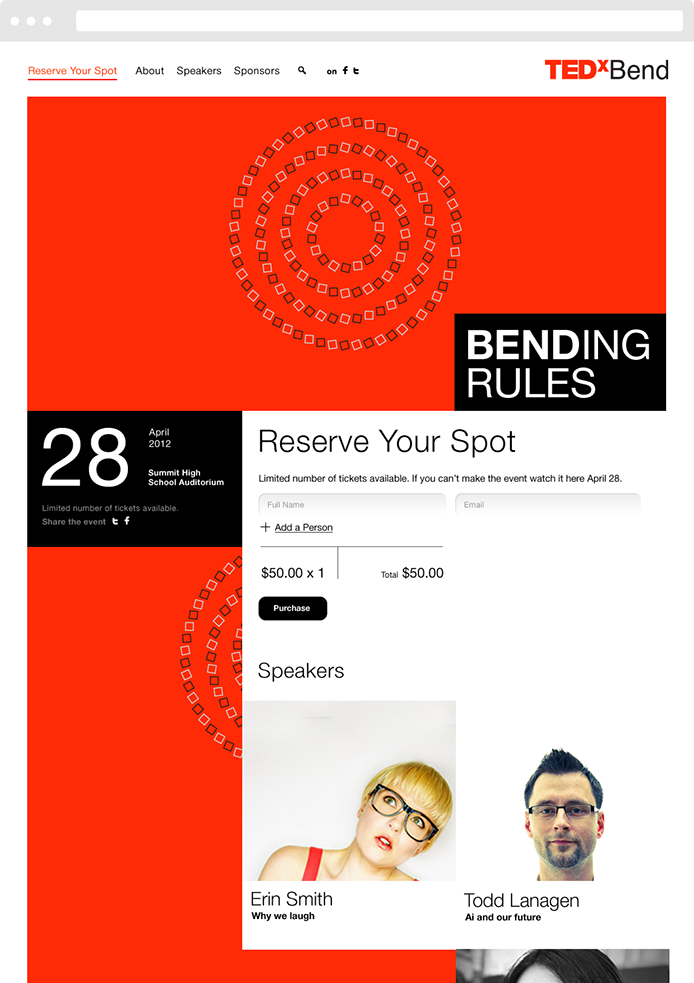 Reserve Your Spot About Speakers Sponsors on
TEDxBend
BENDING
RULES
28
April
2012
Summit High
School Auditorium
Limited number of tickets available.
Share the event
Reserve Your Spot
Limited number of tickets available. If you can't make the event watch it here April 28.
Full Name Email
+ Add a Person
$50.00 x 1 Total $50.00
Purchase
Speakers
Erin Smith
Why we laugh
Todd Lanagen
Ai and our future